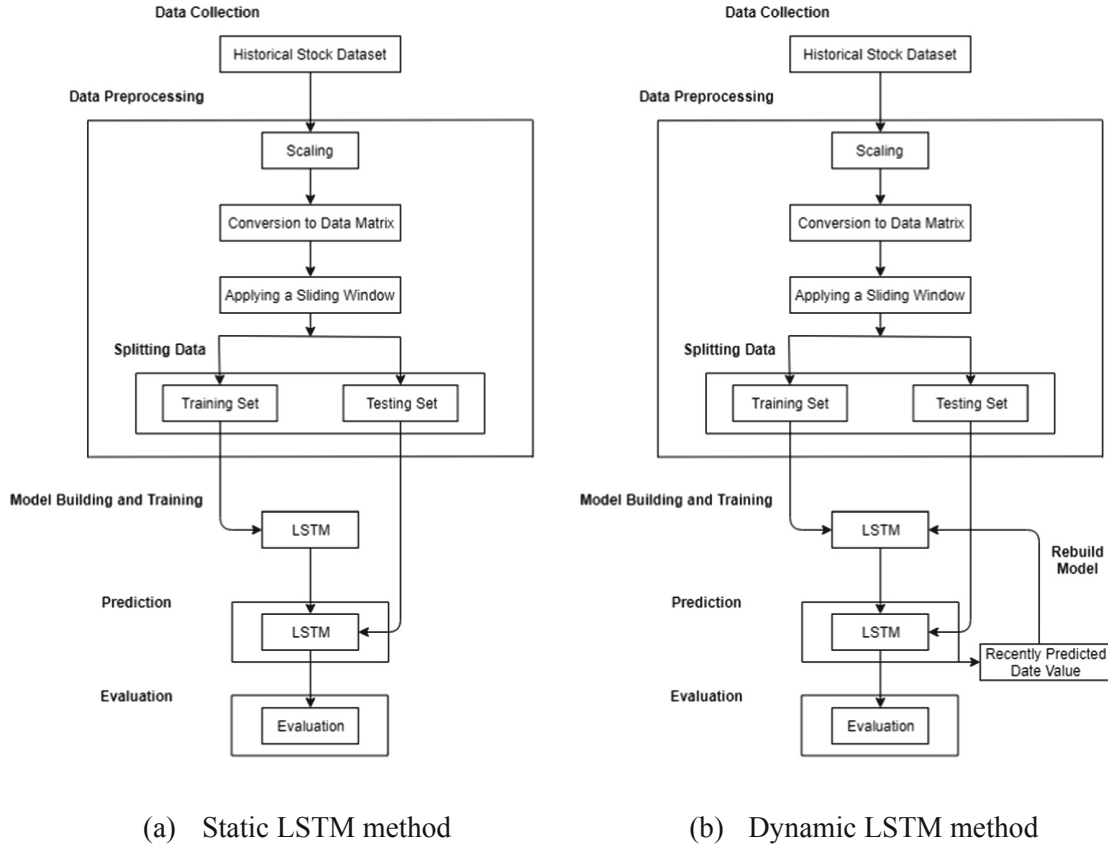 Data Collection
Historical Stock Dataset
Data Preprocessing
Scaling
Conversion to Data Matrix
Applying a Sliding Window
Splitting Data
Training Set
Testing Set
Model Building and Training
LSTM
Prediction
LSTM
Evaluation
Evaluation
(a) Static LSTM method
Data Collection
Historical Stock Dataset
Data Preprocessing
Scaling
Conversion to Data Matrix
Applying a Sliding Window
Splitting Data
Training Set
Testing Set
Model Building and Training
LSTM
Rebuild
Model
Prediction
LSTM
Recently Predicted
Date Value
Evaluation
Evaluation
(b) Dynamic LSTM method